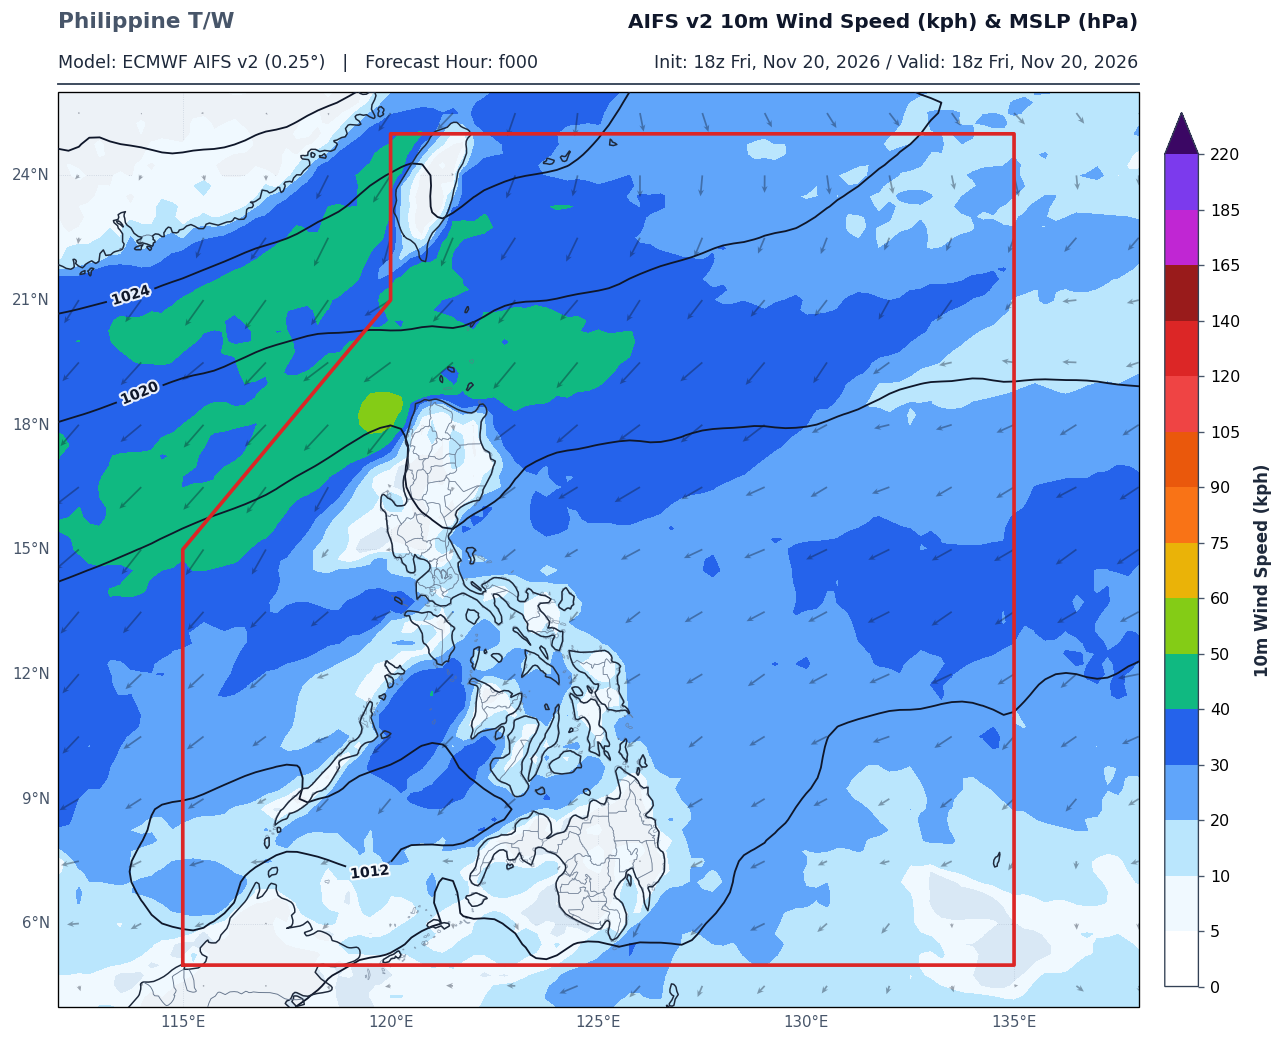 Philippine T/W
AIFS v2 10m Wind Speed (kph) & MSLP (hPa)
Model: ECMWF AIFS v2 (0.25°)   |   Forecast Hour: f000
Init: 18z Fri, Nov 20, 2026 / Valid: 18z Fri, Nov 20, 2026
24°N
21°N
18°N
15°N
12°N
9°N
6°N
1024
1020
1012
115°E
120°E
125°E
130°E
135°E
220
185
165
140
120
105
90
75
60
50
40
30
20
10
5
0
10m Wind Speed (kph)